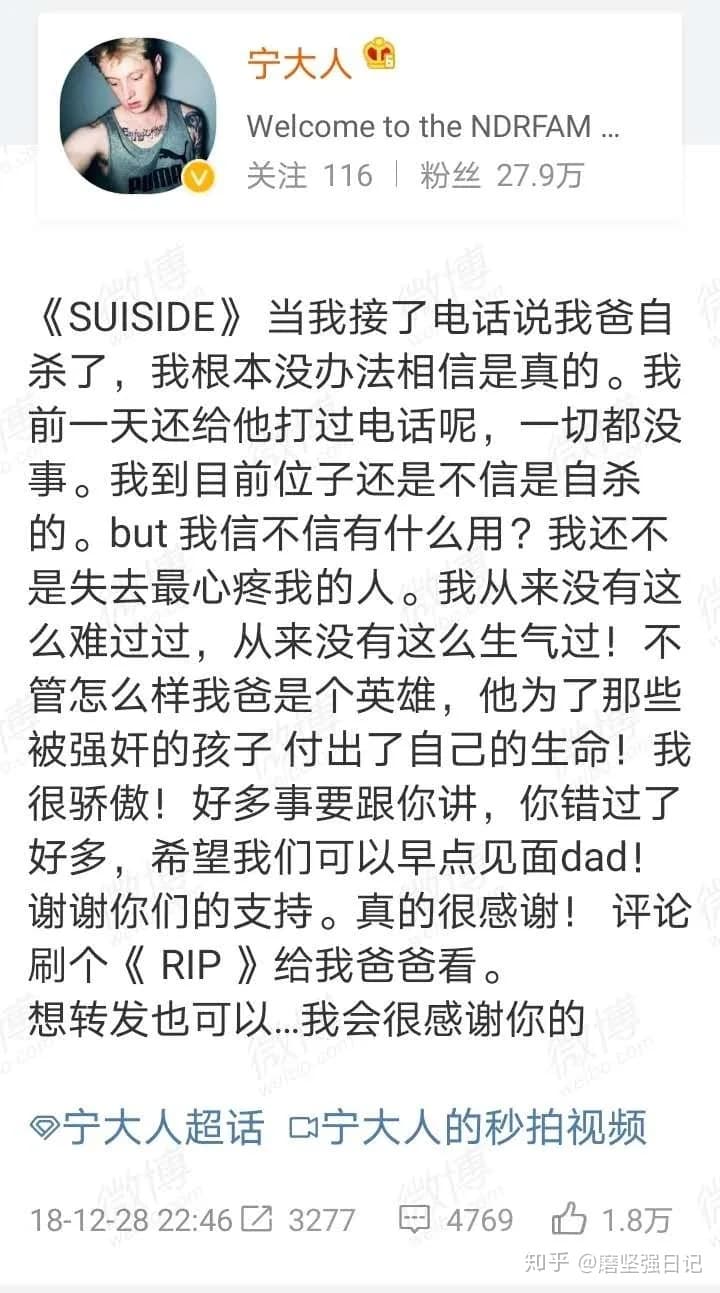 宁大人
Welcome to the NDRFAM ...
关注 116 粉丝 27.9万
PUMA
《SUISIDE》 当我接了电话说我爸自
杀了，我根本没办法相信是真的。我
前一天还给他打过电话呢，一切都没
事。我到目前位子还是不信是自杀
的。but 我信不信有什么用？我还不
是失去最心疼我的人。我从来没有这
么难过过，从来没有这么生气过！不
管怎么样我爸是个英雄，他为了那些
被强奸的孩子 付出了自己的生命！我
很骄傲！好多事要跟你讲，你错过了
好多，希望我们可以早点见面dad！
谢谢你们的支持。真的很感谢！ 评论
刷个《 RIP 》给我爸爸看。
想转发也可以...我会很感谢你的
宁大人超话 宁大人的秒拍视频
18-12-28 22:46 3277 4769 1.8万
知乎 @磨坚强日记
微博
weibo.com